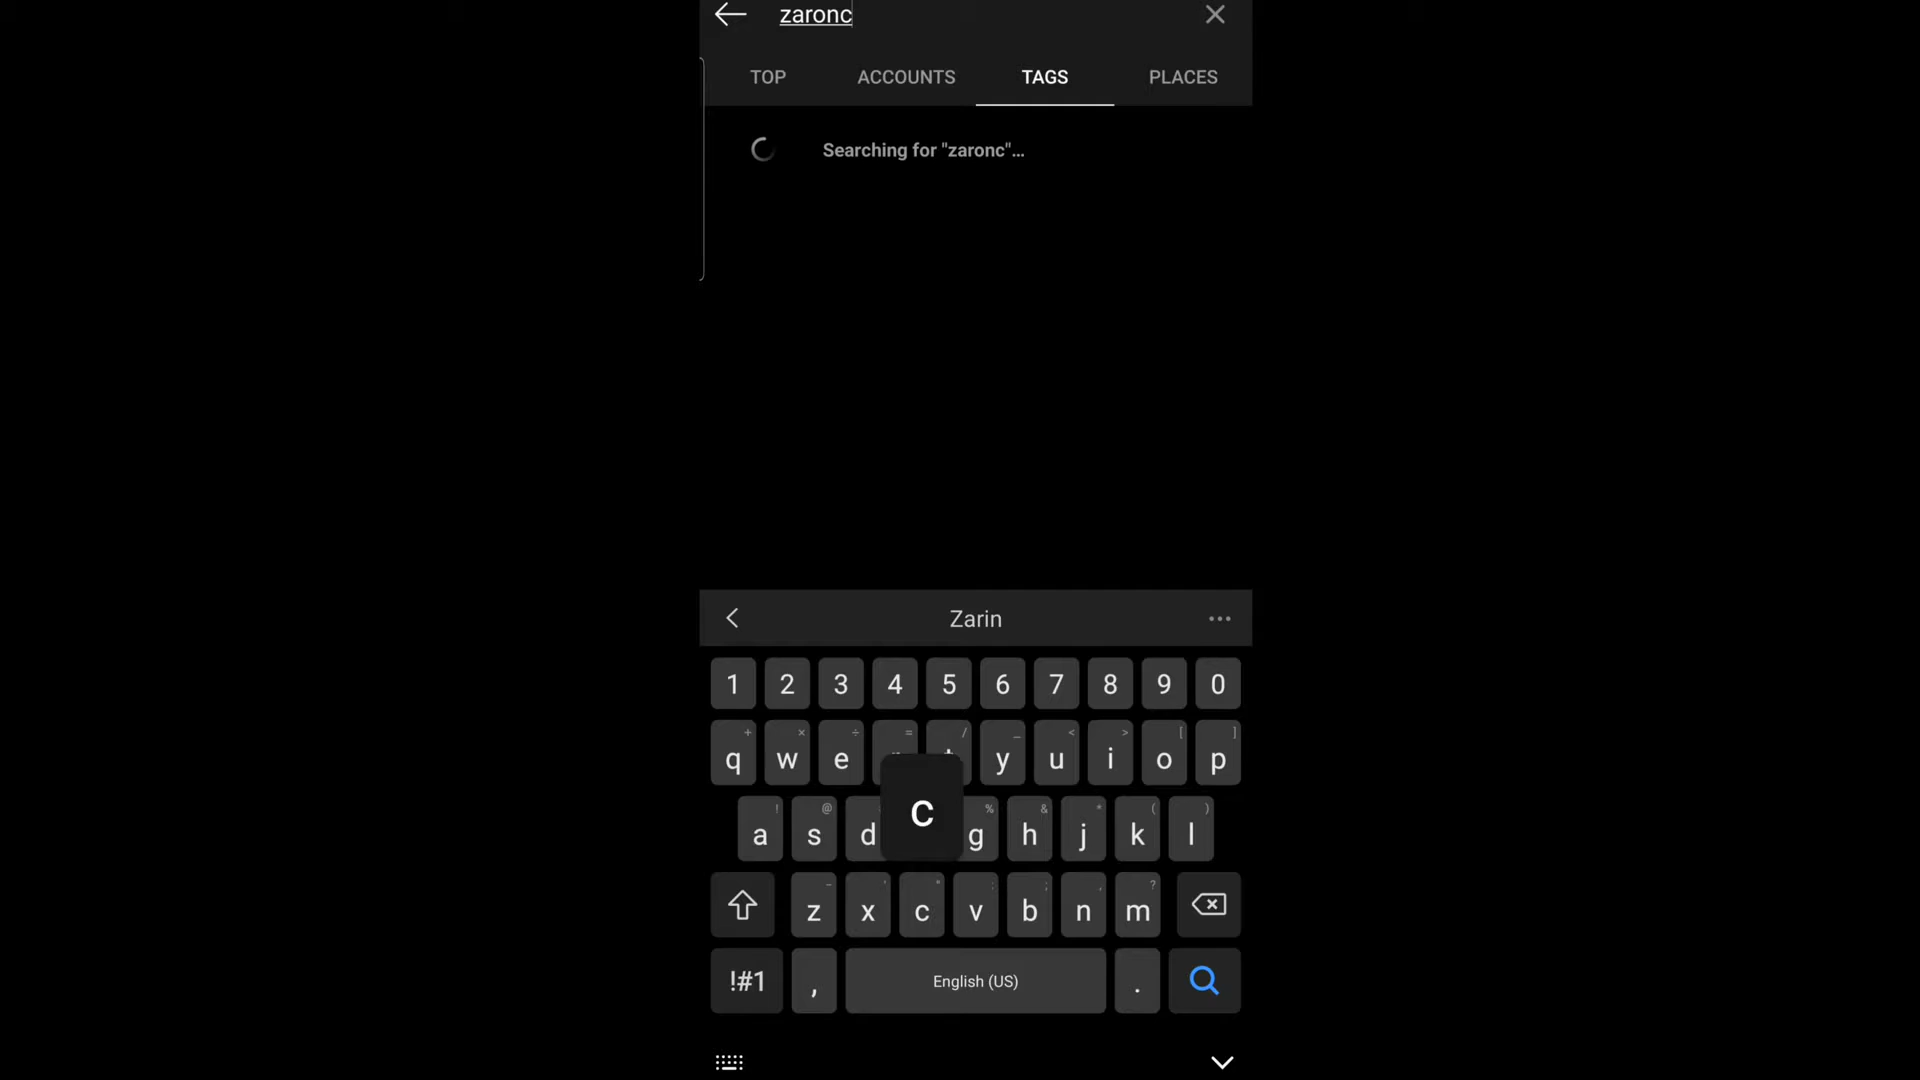 zaronc
TOP ACCOUNTS TAGS PLACES
Searching for "zaronc"...
Zarin
1 2 3 4 5 6 7 8 9 0
+ × ÷ = / _ < > [ ]
q w e y u i o p
! @ % & * ( )
a s d c g h j k l
- ' " : ; , ?
z x c v b n m
!#1 , English (US) .